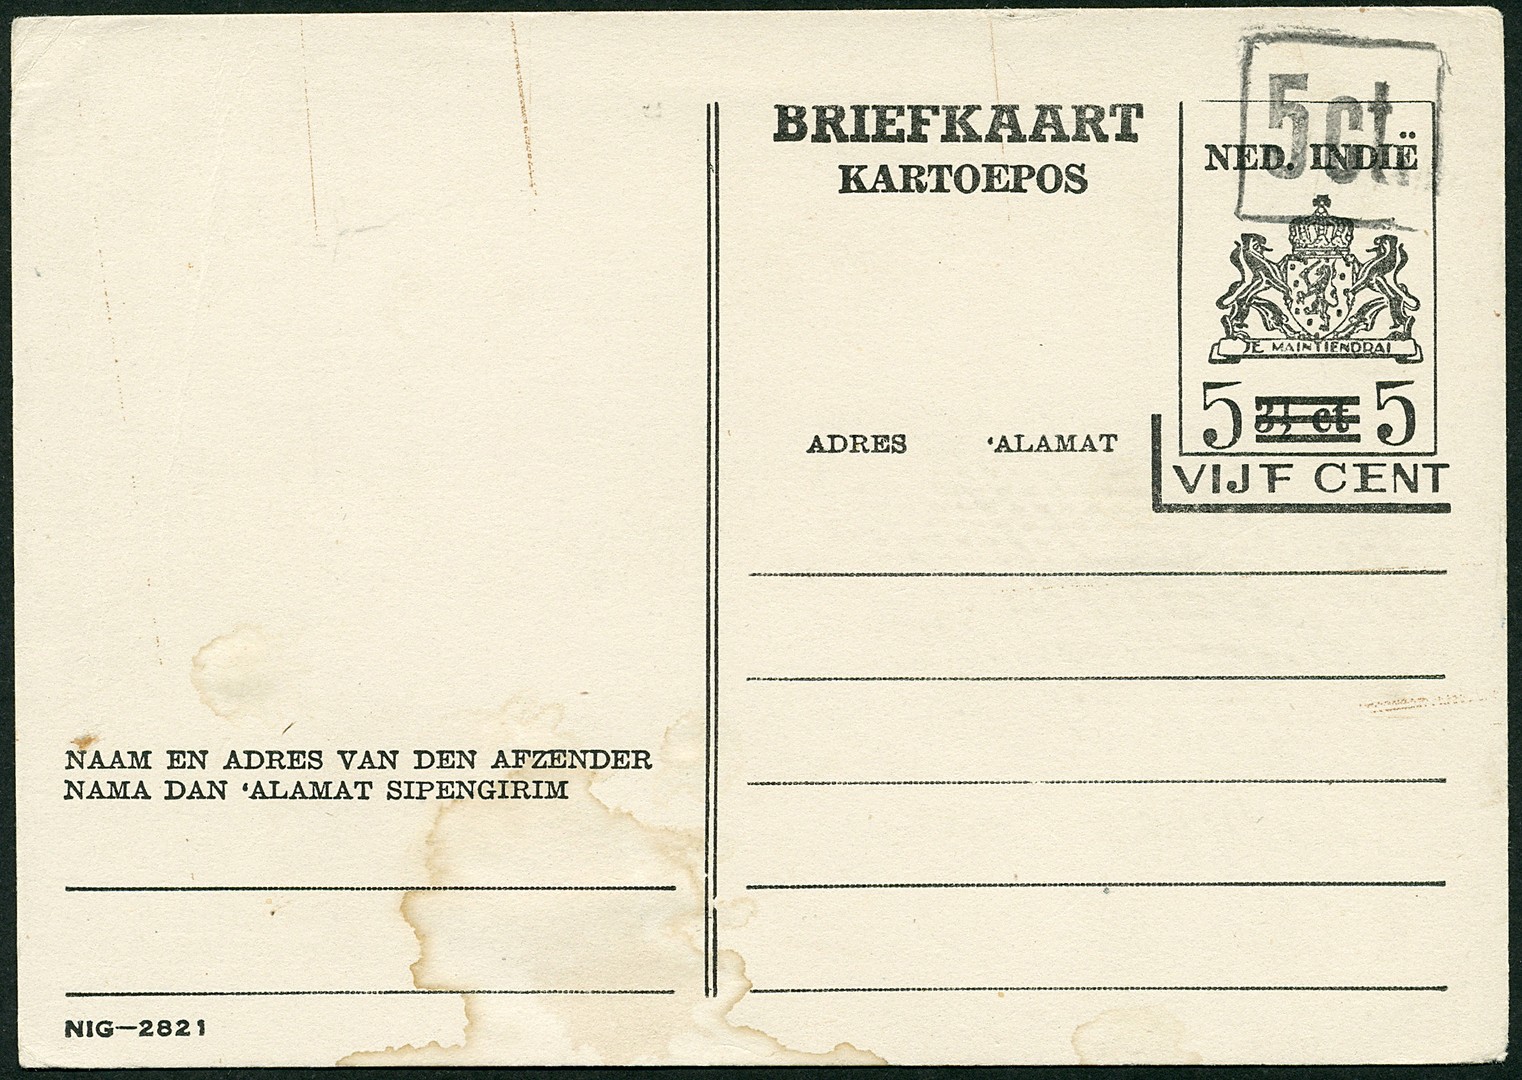 BRIEFKAART
KARTOEPOS
5 ct
NED. INDIË
JE MAINTIENDRAI
5 3½ ct 5
VIJF CENT
ADRES ‘ALAMAT
NAAM EN ADRES VAN DEN AFZENDER
NAMA DAN ‘ALAMAT SIPENGIRIM
NIG—2821